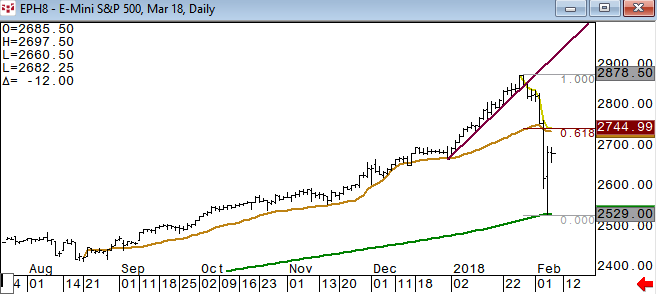 EPH8 - E-Mini S&P 500, Mar 18, Daily
O=2685.50
H=2697.50
L=2660.50
L=2682.25
Δ= -12.00
2900.00
2878.50
1.000
2800.00
2744.99
0.618
2700.00
2600.00
2529.00
0.000
2500.00
2400.00
Aug Sep Oct Nov Dec 2018 Feb
4 01 14 21 01 11 18 25 02 09 16 23 01 13 20 01 11 18 02 22 01 12